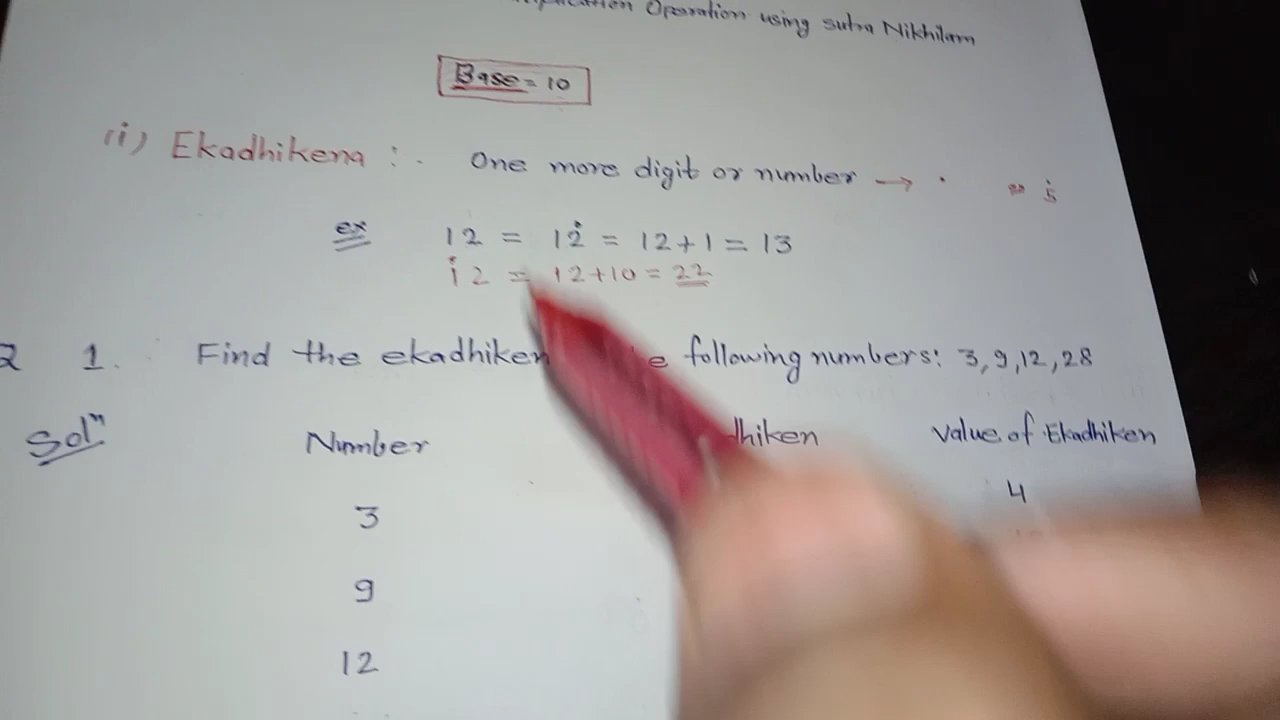 Operation using sutra Nikhilam
Base = 10
(i) Ekadhikena :- One more digit or number →
ex 12 = 12̇ = 12+1 = 13
1̇2 = 12+10 = 22
2 1. Find the ekadhiken following numbers: 3, 9, 12, 28
Solⁿ Number dhiken Value of Ekadhiken
3 4
9
12